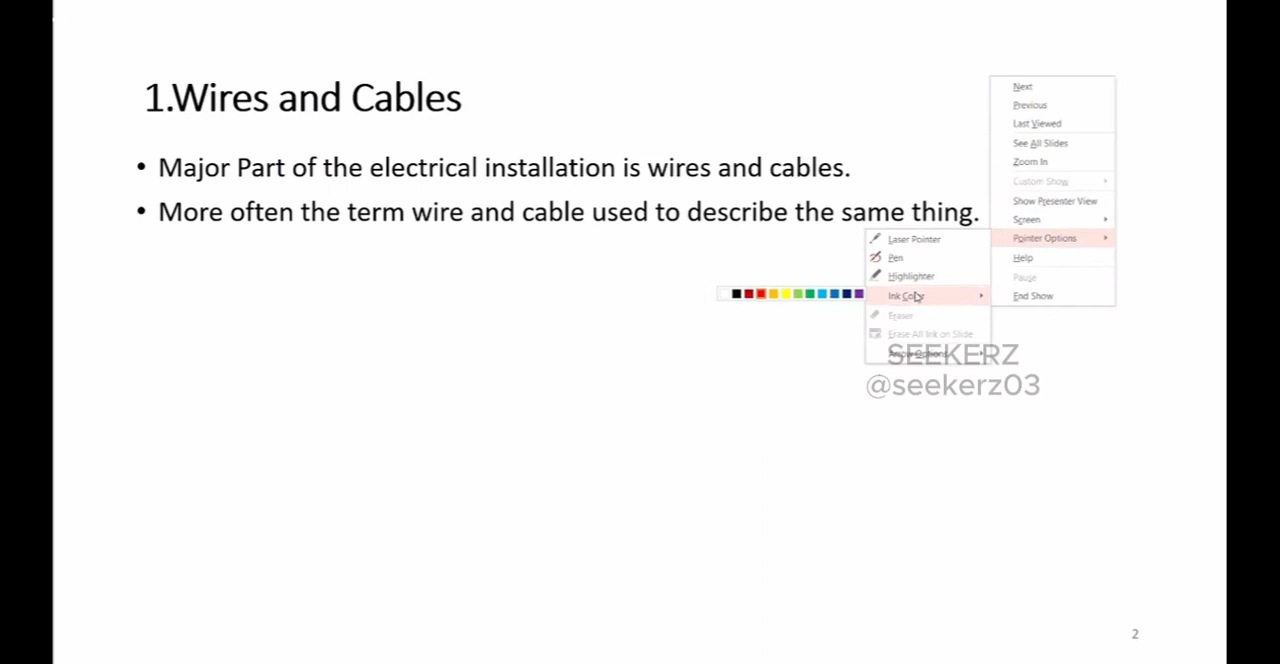 1.Wires and Cables
• Major Part of the electrical installation is wires and cables.
• More often the term wire and cable used to describe the same thing.
Next
Previous
Last Viewed
See All Slides
Zoom In
Custom Show
Show Presenter View
Screen
Pointer Options
Help
Pause
End Show
Laser Pointer
Pen
Highlighter
Ink Color
Eraser
Erase All Ink on Slide
Arrow Options
SEEKERZ
@seekerz03
2